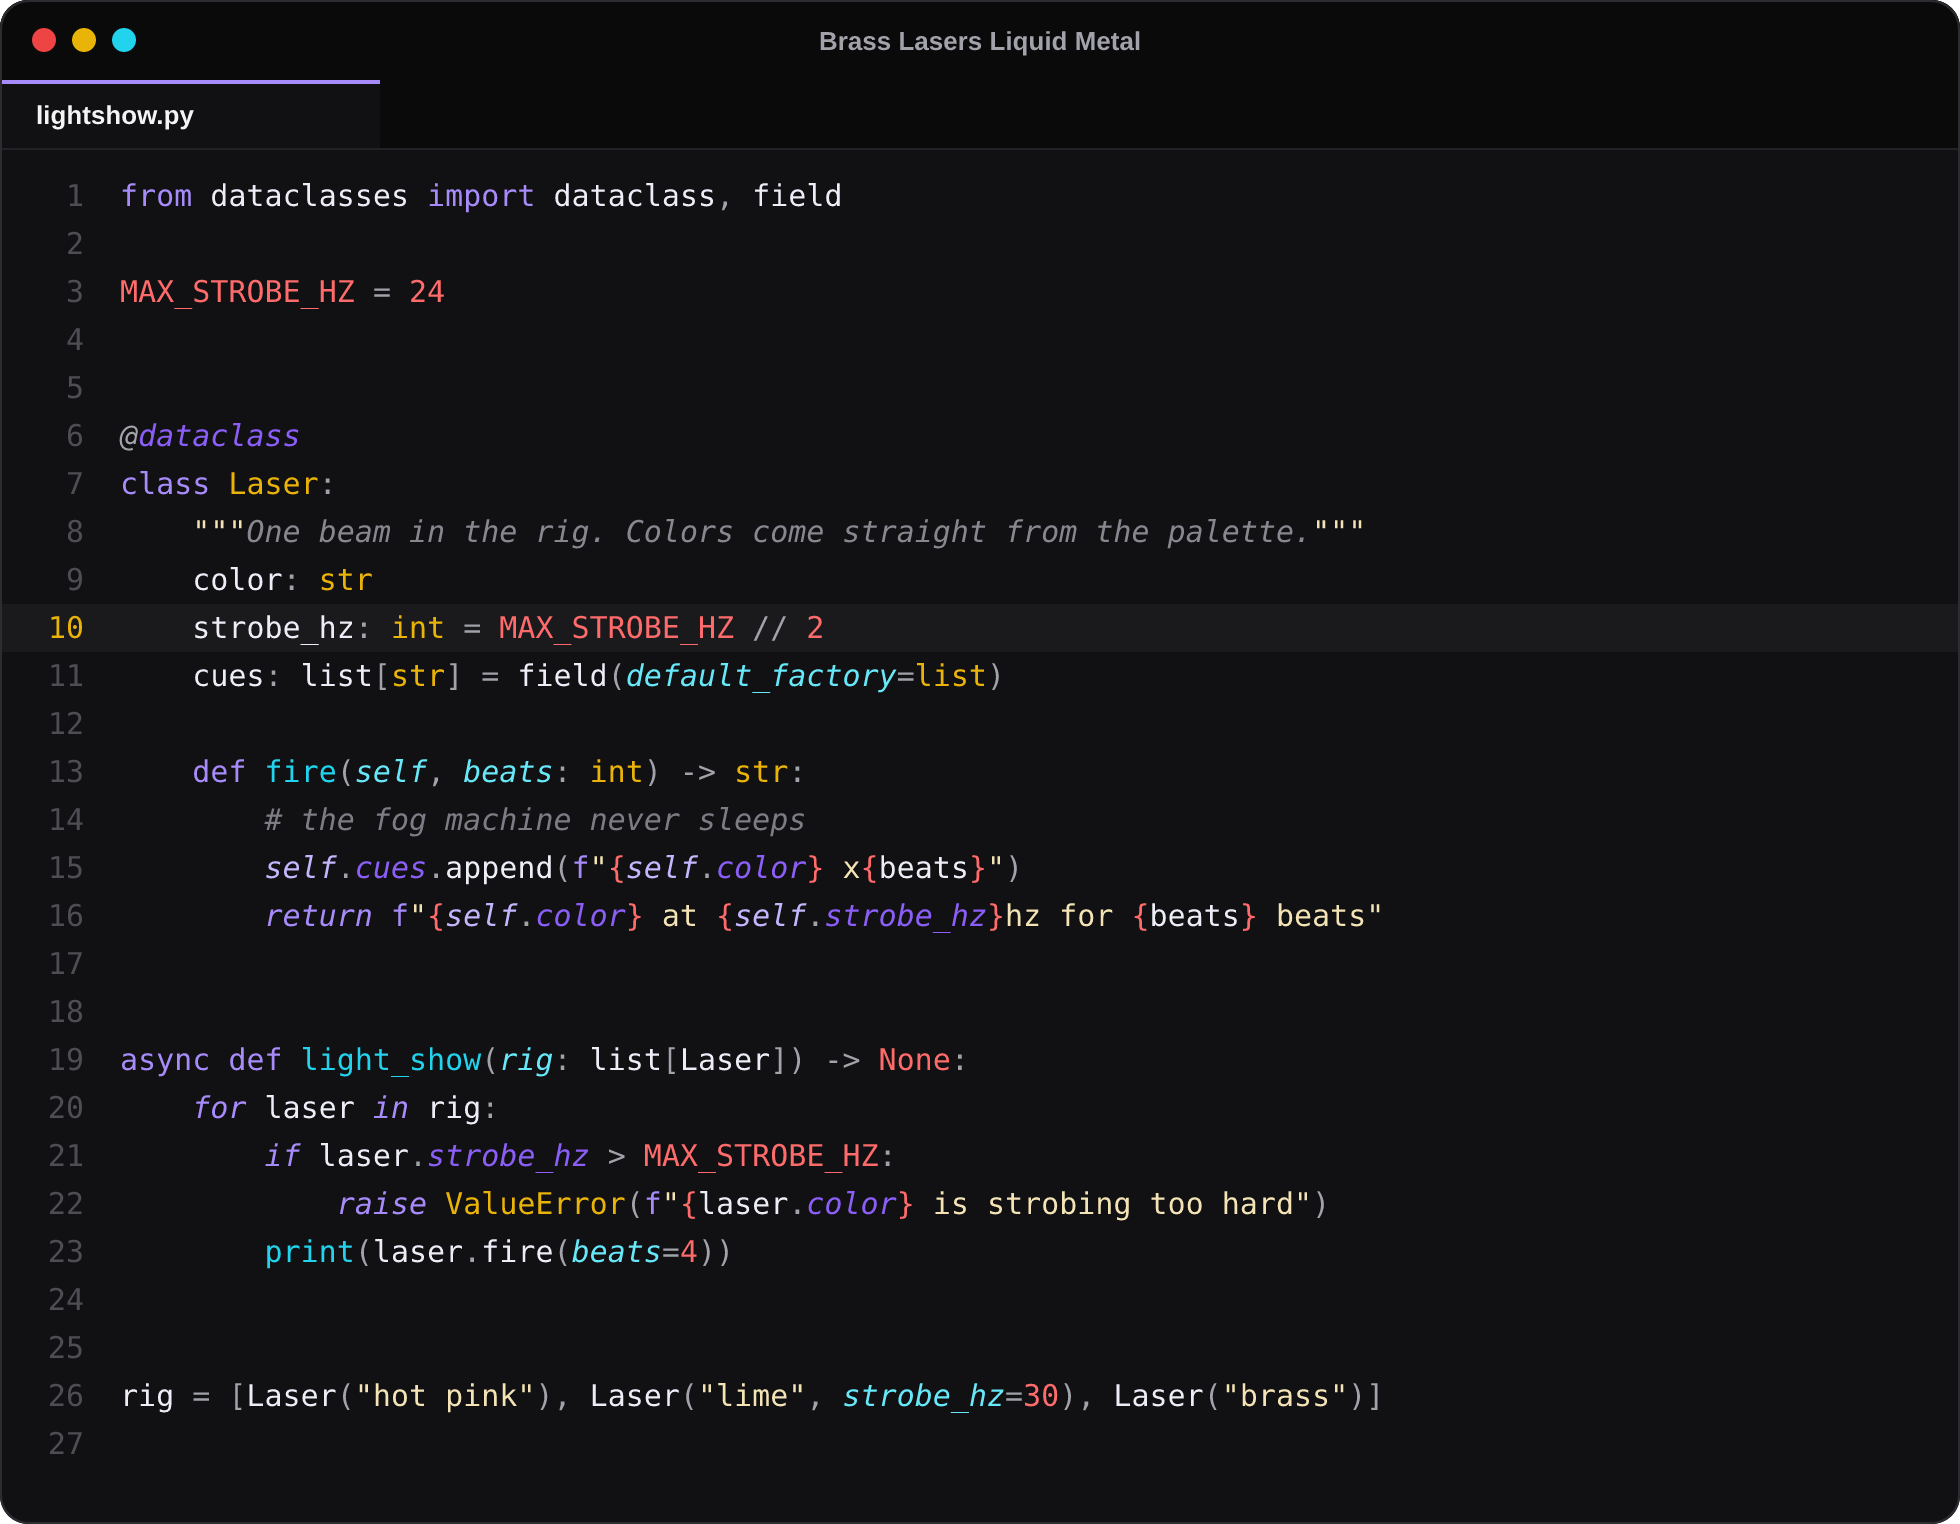 Brass Lasers Liquid Metal
lightshow.py
1 from dataclasses import dataclass, field
2
3 MAX_STROBE_HZ = 24
4
5
6 @dataclass
7 class Laser:
8     """One beam in the rig. Colors come straight from the palette."""
9     color: str
10     strobe_hz: int = MAX_STROBE_HZ // 2
11     cues: list[str] = field(default_factory=list)
12
13     def fire(self, beats: int) -> str:
14         # the fog machine never sleeps
15         self.cues.append(f"{self.color} x{beats}")
16         return f"{self.color} at {self.strobe_hz}hz for {beats} beats"
17
18
19 async def light_show(rig: list[Laser]) -> None:
20     for laser in rig:
21         if laser.strobe_hz > MAX_STROBE_HZ:
22             raise ValueError(f"{laser.color} is strobing too hard")
23         print(laser.fire(beats=4))
24
25
26 rig = [Laser("hot pink"), Laser("lime", strobe_hz=30), Laser("brass")]
27